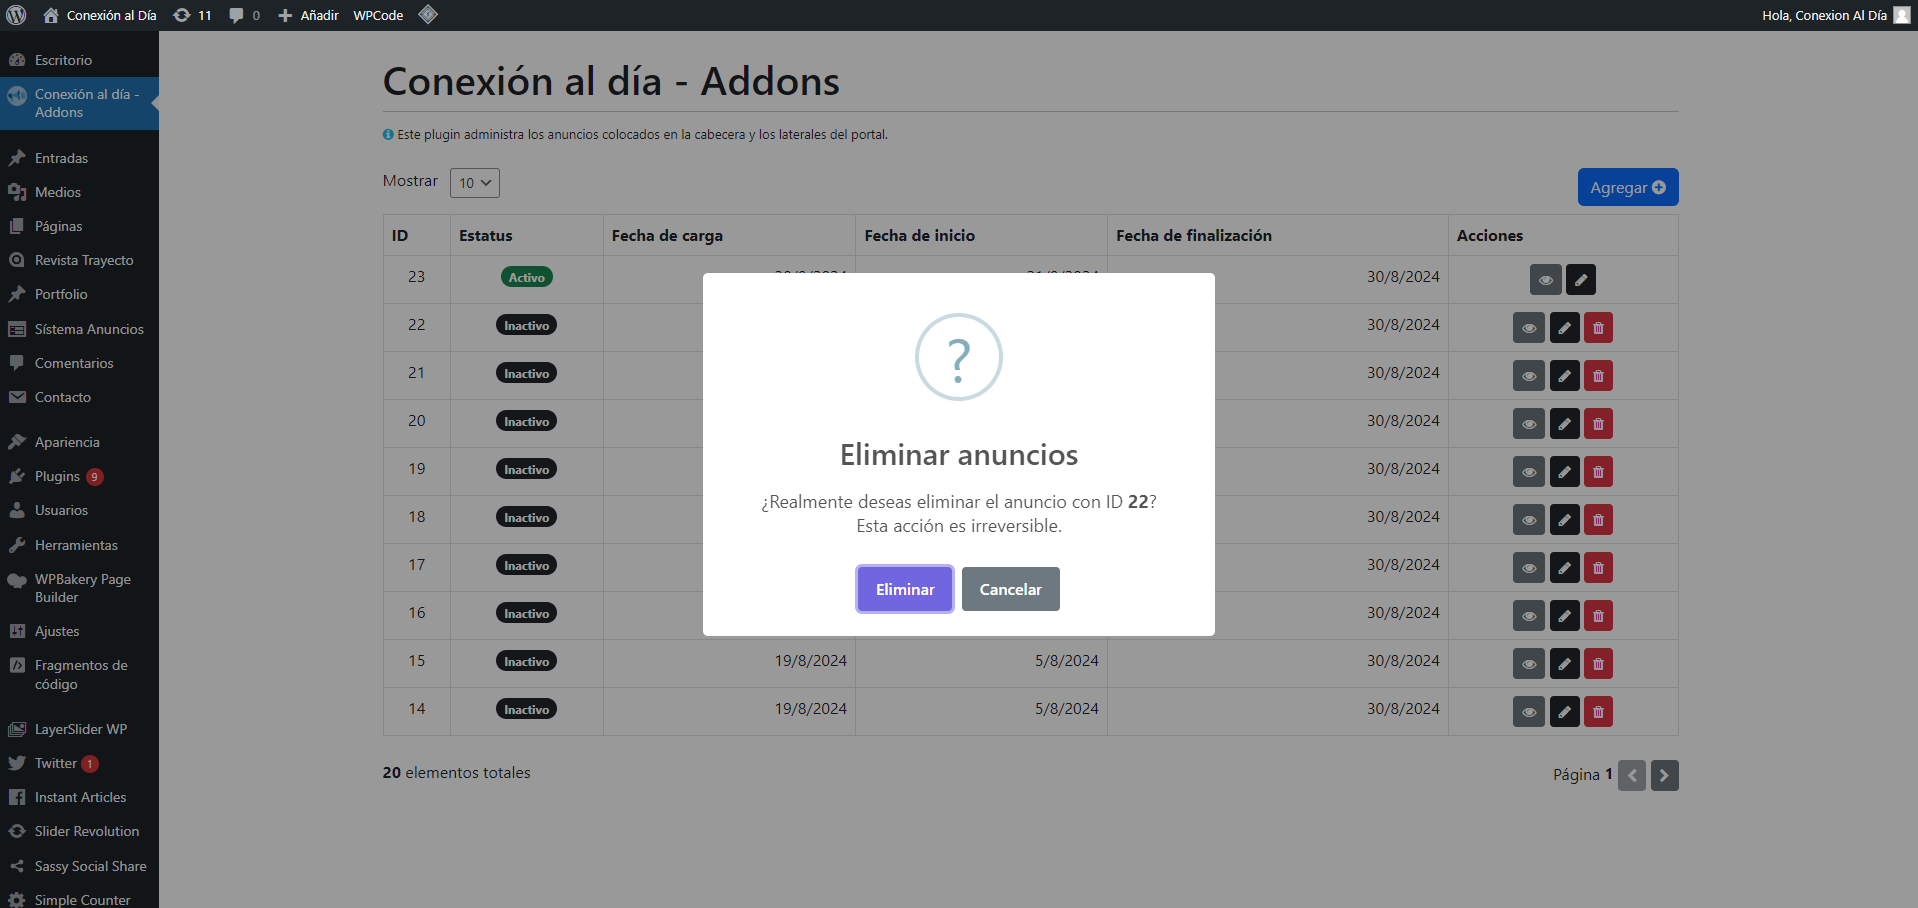 Conexión al Día 11 0 Añadir WPCode Hola, Conexion Al Día
Escritorio
Conexión al día -
Addons
Entradas
Medios
Páginas
Revista Trayecto
Portfolio
Sístema Anuncios
Comentarios
Contacto
Apariencia
Plugins 9
Usuarios
Herramientas
WPBakery Page
Builder
Ajustes
Fragmentos de
código
LayerSlider WP
Twitter 1
Instant Articles
Slider Revolution
Sassy Social Share
Simple Counter
Conexión al día - Addons
Este plugin administra los anuncios colocados en la cabecera y los laterales del portal.
Mostrar 10 Agregar
ID Estatus Fecha de carga Fecha de inicio Fecha de finalización Acciones
23 Activo 30/8/2024
22 Inactivo 30/8/2024
21 Inactivo 30/8/2024
20 Inactivo 30/8/2024
19 Inactivo 30/8/2024
18 Inactivo 30/8/2024
17 Inactivo 30/8/2024
16 Inactivo 30/8/2024
15 Inactivo 19/8/2024 5/8/2024 30/8/2024
14 Inactivo 19/8/2024 5/8/2024 30/8/2024
20 elementos totales Página 1
?
Eliminar anuncios
¿Realmente deseas eliminar el anuncio con ID 22?
Esta acción es irreversible.
Eliminar Cancelar